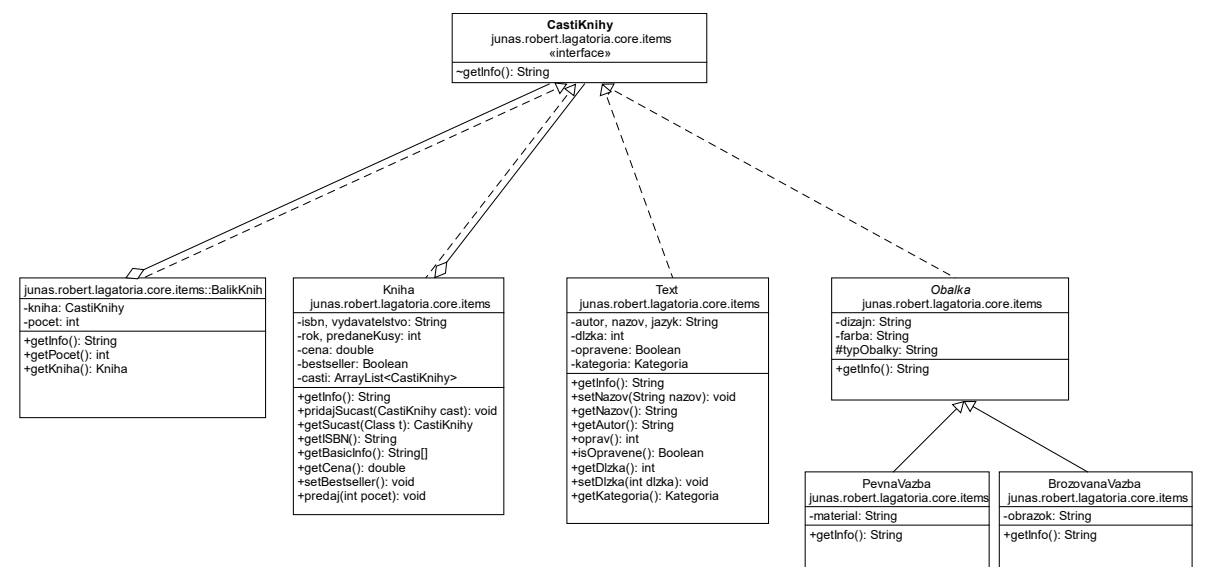 CastiKnihy
junas.robert.lagatoria.core.items
«interface»
~getInfo(): String
junas.robert.lagatoria.core.items::BalikKnih
-kniha: CastiKnihy
-pocet: int
+getInfo(): String
+getPocet(): int
+getKniha(): Kniha
Kniha
junas.robert.lagatoria.core.items
-isbn, vydavatelstvo: String
-rok, predaneKusy: int
-cena: double
-bestseller: Boolean
-casti: ArrayList<CastiKnihy>
+getInfo(): String
+pridajSucast(CastiKnihy cast): void
+getSucast(Class t): CastiKnihy
+getISBN(): String
+getBasicInfo(): String[]
+getCena(): double
+setBestseller(): void
+predaj(int pocet): void
Text
junas.robert.lagatoria.core.items
-autor, nazov, jazyk: String
-dlzka: int
-opravene: Boolean
-kategoria: Kategoria
+getInfo(): String
+setNazov(String nazov): void
+getNazov(): String
+getAutor(): String
+oprav(): int
+isOpravene(): Boolean
+getDlzka(): int
+setDlzka(int dlzka): void
+getKategoria(): Kategoria
Obalka
junas.robert.lagatoria.core.items
-dizajn: String
-farba: String
#typObalky: String
+getInfo(): String
PevnaVazba
junas.robert.lagatoria.core.items
-material: String
+getInfo(): String
BrozovanaVazba
junas.robert.lagatoria.core.items
-obrazok: String
+getInfo(): String